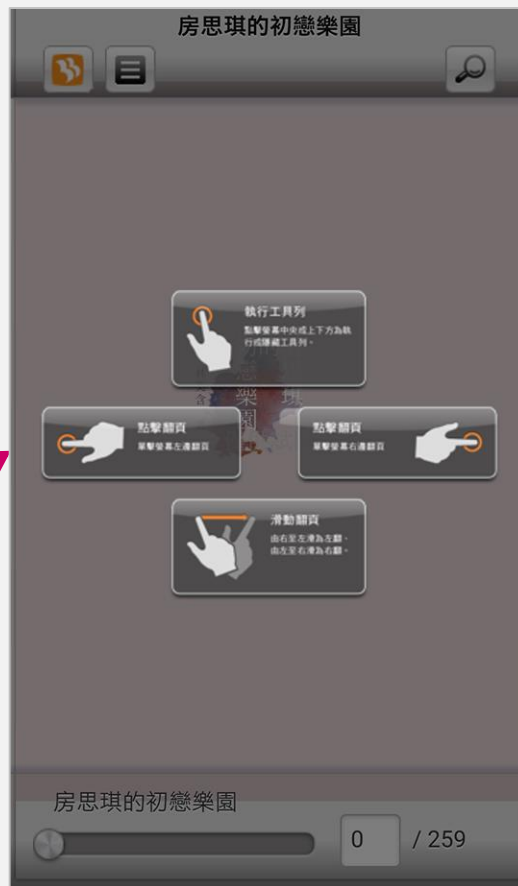 房思琪的初戀樂園
執行工具列
點擊螢幕中央或上下方為執
行或隱藏工具列。
點擊翻頁
單擊螢幕左邊翻頁
點擊翻頁
單擊螢幕右邊翻頁
滑動翻頁
由右至左滑為左翻。
由左至右滑為右翻。
房思琪的初戀樂園
0 / 259